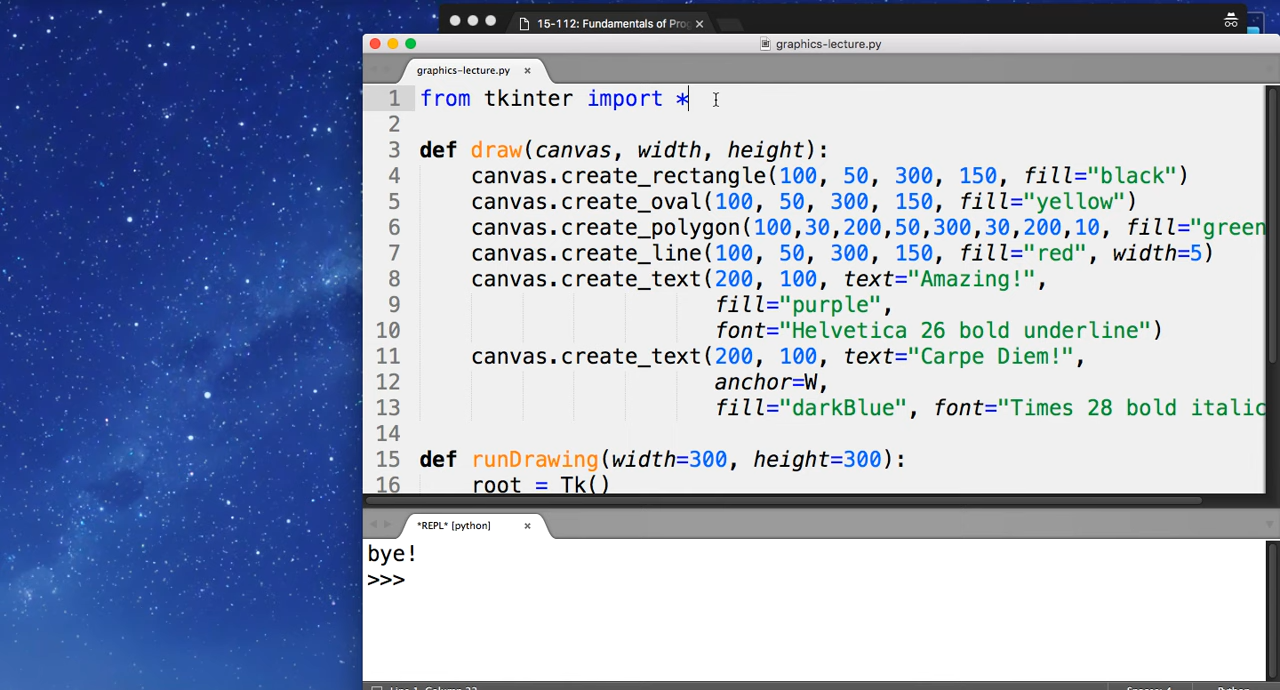 15-112: Fundamentals of Pro
graphics-lecture.py
graphics-lecture.py
1 from tkinter import *
2
3 def draw(canvas, width, height):
4 canvas.create_rectangle(100, 50, 300, 150, fill="black")
5 canvas.create_oval(100, 50, 300, 150, fill="yellow")
6 canvas.create_polygon(100,30,200,50,300,30,200,10, fill="green
7 canvas.create_line(100, 50, 300, 150, fill="red", width=5)
8 canvas.create_text(200, 100, text="Amazing!",
9 fill="purple",
10 font="Helvetica 26 bold underline")
11 canvas.create_text(200, 100, text="Carpe Diem!",
12 anchor=W,
13 fill="darkBlue", font="Times 28 bold italic
14
15 def runDrawing(width=300, height=300):
16 root = Tk()
*REPL* [python]
bye!
>>>